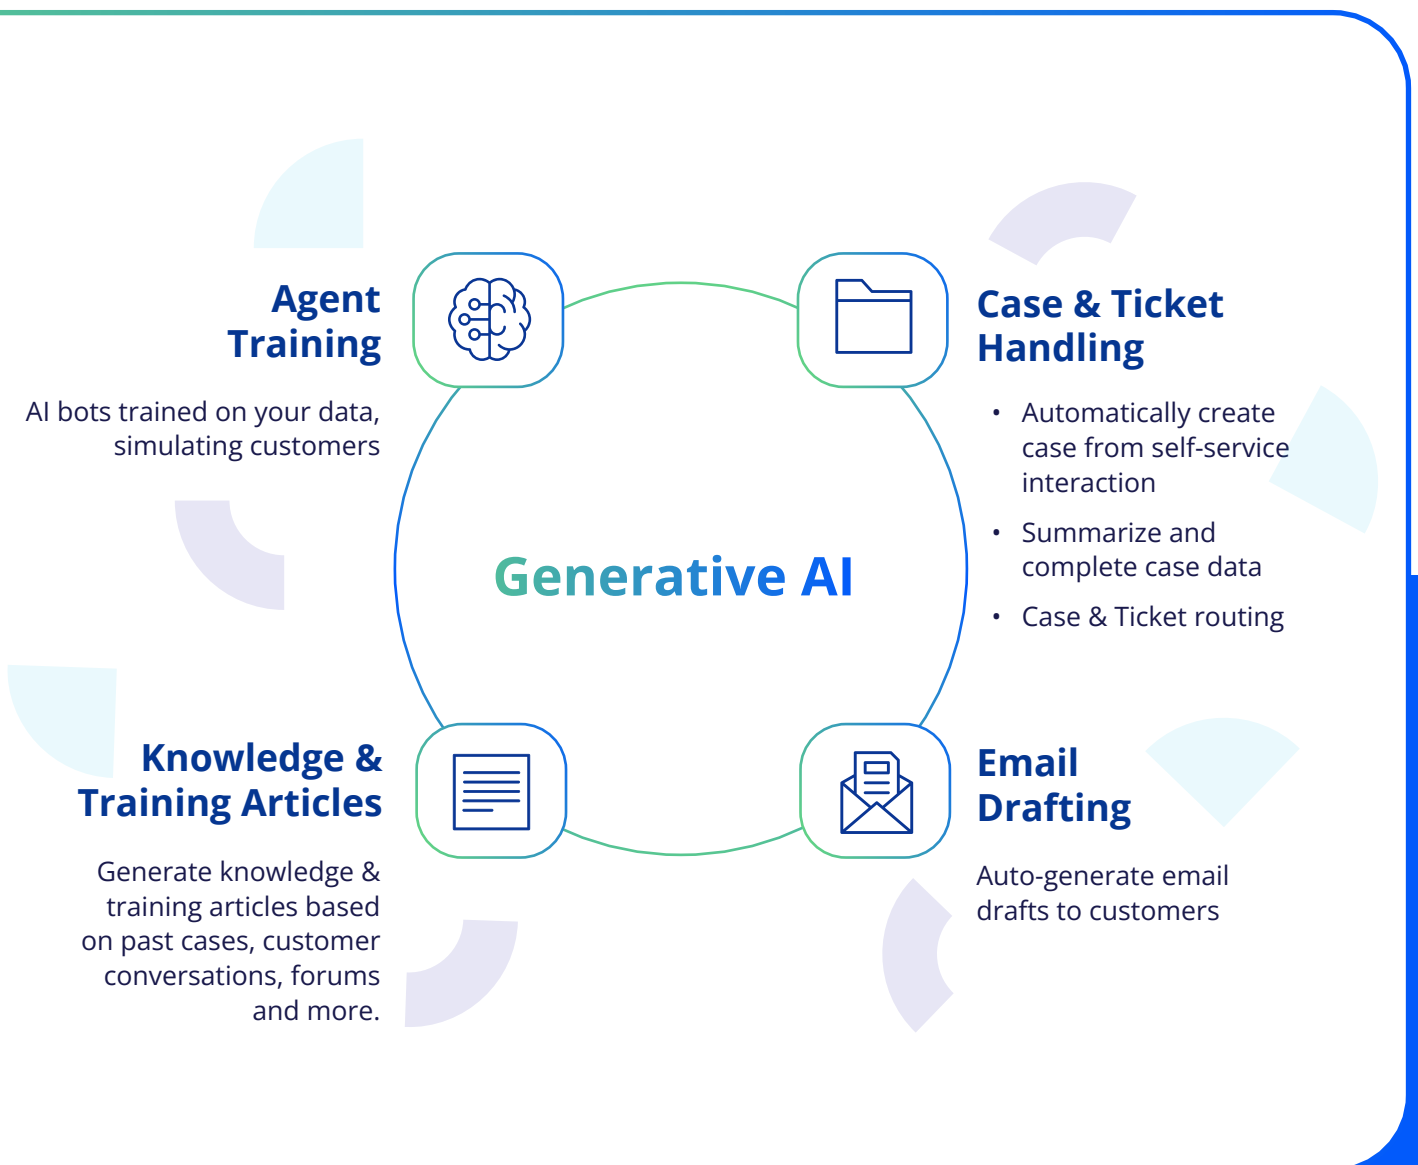 Agent
Training
AI bots trained on your data,
simulating customers
Case & Ticket
Handling
• Automatically create
case from self-service
interaction
• Summarize and
complete case data
• Case & Ticket routing
Generative AI
Knowledge &
Training Articles
Generate knowledge &
training articles based
on past cases, customer
conversations, forums
and more.
Email
Drafting
Auto-generate email
drafts to customers